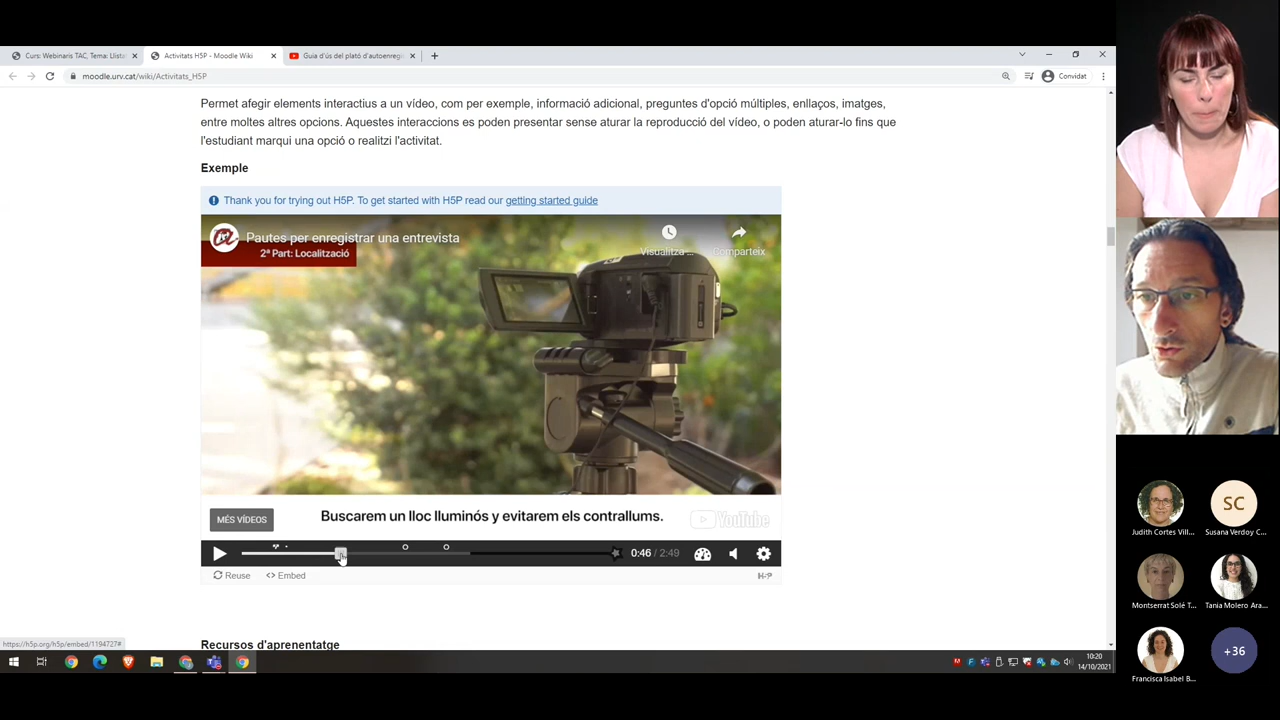 Curs: Webinaris TAC, Tema: Llista
Activitats H5P - Moodle Wiki
Guia d'ús del plató d'autoenregi
moodle.urv.cat/wiki/Activitats_H5P
Convidat
Permet afegir elements interactius a un vídeo, com per exemple, informació adicional, preguntes d'opció múltiples, enllaços, imatges,
entre moltes altres opcions. Aquestes interaccions es poden presentar sense aturar la reproducció del vídeo, o poden aturar-lo fins que
l'estudiant marqui una opció o realitzi l'activitat.
Exemple
Thank you for trying out H5P. To get started with H5P read our getting started guide
Pautes per enregistrar una entrevista
2ª Part: Localització
Visualitza ...
Comparteix
MÉS VÍDEOS
Buscarem un lloc lluminós y evitarem els contrallums.
YouTube
0:46 / 2:49
Reuse
<> Embed
H-P
Recursos d'aprenentatge
https://h5p.org/h5p/embed/1194727#
10:20
14/10/2021
Judith Cortes Vill...
SC
Susana Verdoy C...
Montserrat Solé T...
Tania Molero Ara...
Francisca Isabel B...
+36